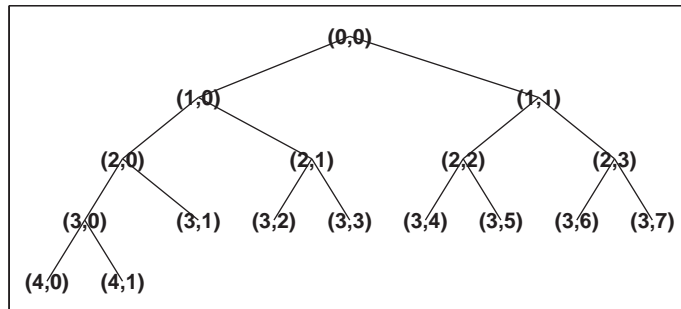 (0,0)
(1,0) (1,1)
(2,0) (2,1) (2,2) (2,3)
(3,0) (3,1) (3,2) (3,3) (3,4) (3,5) (3,6) (3,7)
(4,0) (4,1)